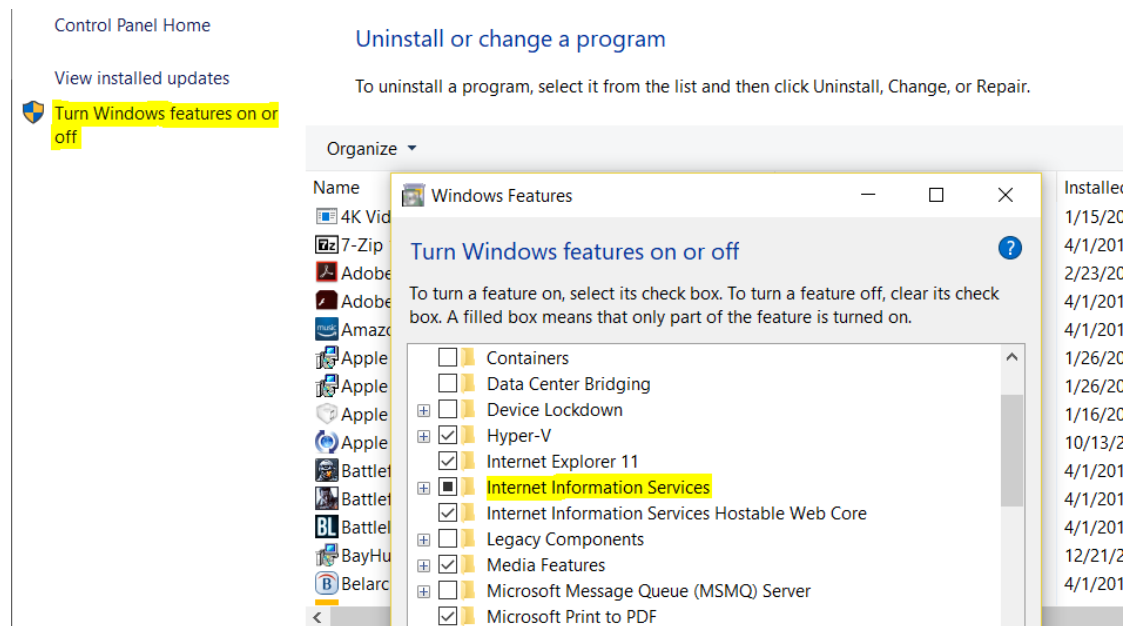 Control Panel Home
View installed updates
Turn Windows features on or
off
Uninstall or change a program
To uninstall a program, select it from the list and then click Uninstall, Change, or Repair.
Organize
Name
Installed
4K Vid
1/15/20
7z 7-Zip
4/1/201
Adobe
2/23/20
Adobe
4/1/201
music Amazo
4/1/201
Apple
1/26/20
Apple
1/26/20
Apple
1/16/20
Apple
10/13/2
Battlef
4/1/201
Battlef
4/1/201
BL Battlel
4/1/201
BayHu
12/21/2
B Belarc
4/1/201
Windows Features
Turn Windows features on or off
?
To turn a feature on, select its check box. To turn a feature off, clear its check
box. A filled box means that only part of the feature is turned on.
Containers
Data Center Bridging
Device Lockdown
Hyper-V
Internet Explorer 11
Internet Information Services
Internet Information Services Hostable Web Core
Legacy Components
Media Features
Microsoft Message Queue (MSMQ) Server
Microsoft Print to PDF